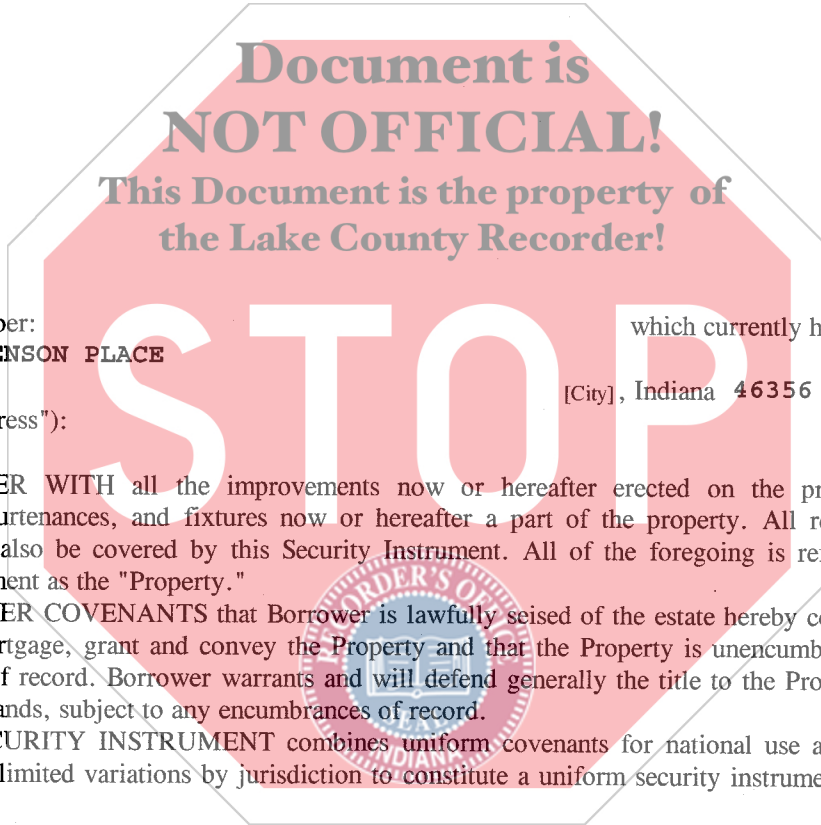 Document is
NOT OFFICIAL!
This Document is the property of
the Lake County Recorder!
STOP
ber: which currently h
ENSON PLACE
[City], Indiana 46356
ress"):
ER WITH all the improvements now or hereafter erected on the pr
urtenances, and fixtures now or hereafter a part of the property. All r
also be covered by this Security Instrument. All of the foregoing is re
ent as the "Property."
ER COVENANTS that Borrower is lawfully seised of the estate hereby c
rtgage, grant and convey the Property and that the Property is unencumb
f record. Borrower warrants and will defend generally the title to the Pro
ands, subject to any encumbrances of record.
CURITY INSTRUMENT combines uniform covenants for national use a
limited variations by jurisdiction to constitute a uniform security instrume
RECORDER'S OFFICE
SEAL
INDIANA